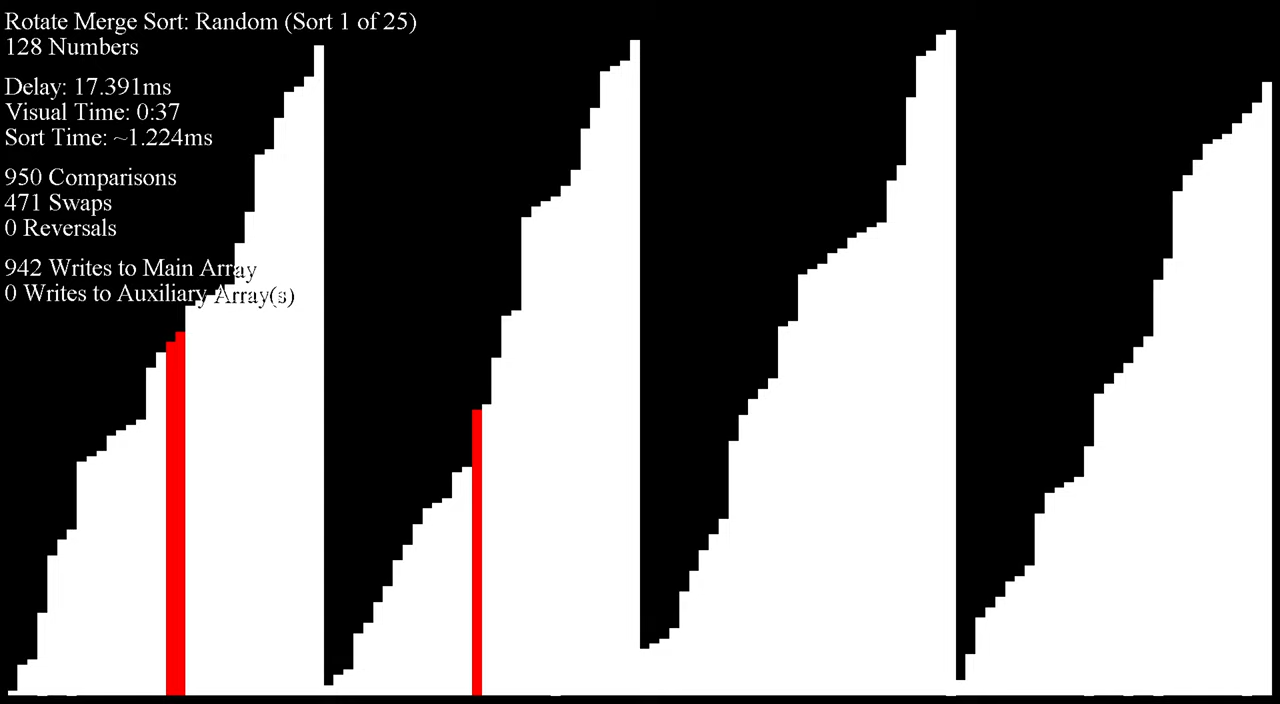 Rotate Merge Sort: Random (Sort 1 of 25)
128 Numbers
Delay: 17.391ms
Visual Time: 0:37
Sort Time: ~1.224ms
950 Comparisons
471 Swaps
0 Reversals
942 Writes to Main Array
0 Writes to Auxiliary Array(s)